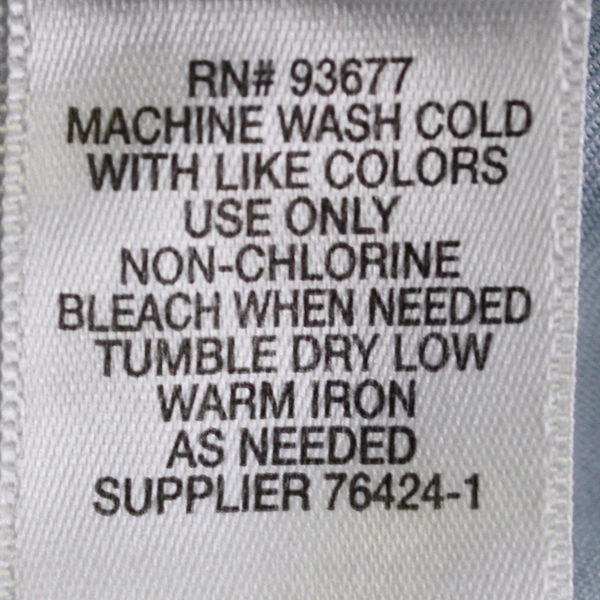 RN# 93677
MACHINE WASH COLD
WITH LIKE COLORS
USE ONLY
NON-CHLORINE
BLEACH WHEN NEEDED
TUMBLE DRY LOW
WARM IRON
AS NEEDED
SUPPLIER 76424-1